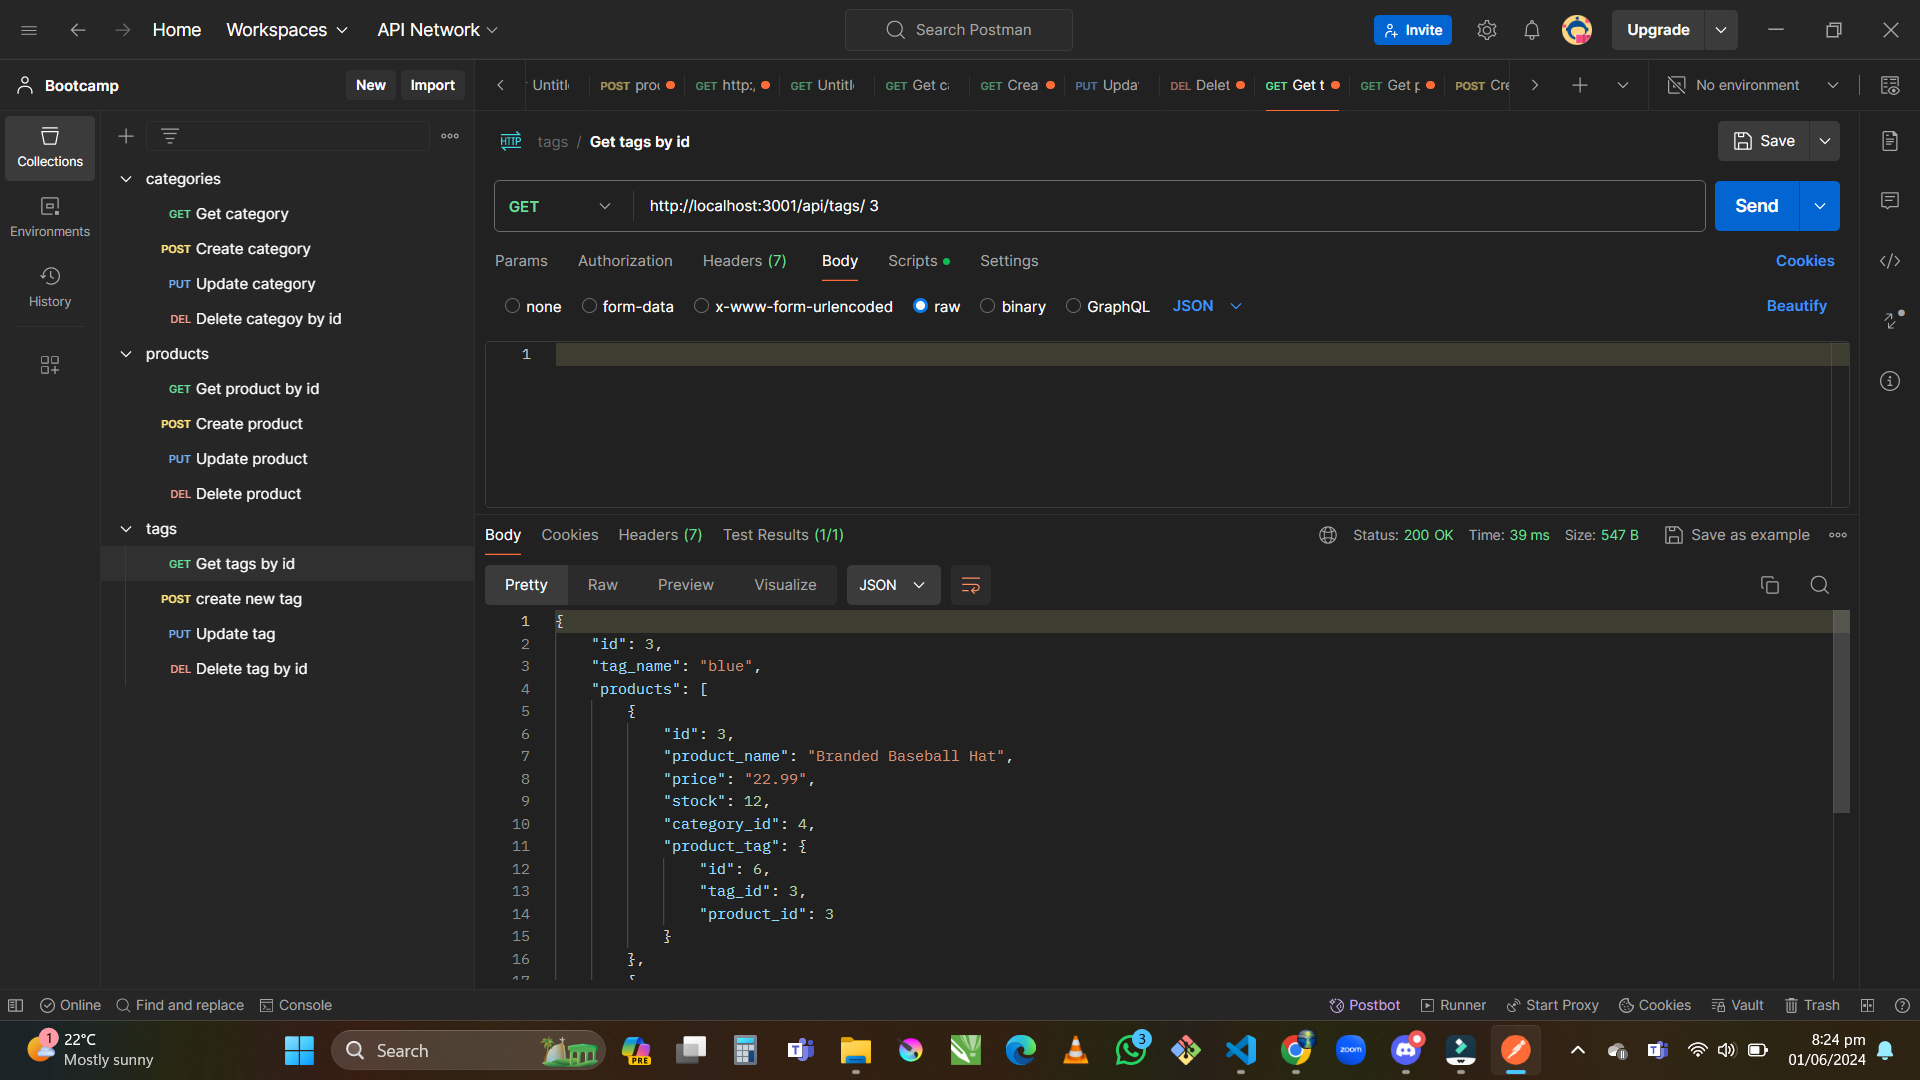 Home
Workspaces
API Network
Search Postman
Invite
Upgrade
Bootcamp
New
Import
Untitl
POST
GET http:
GET Untitl
GET Get c
GET Crea
PUT Upda
DEL Delet
GET Get t
GET Get
POST Cre
No environment
Collections
Environments
History
categories
GET Get category
POST Create category
PUT Update category
DEL Delete categoy by id
products
GET Get product by id
POST Create product
PUT Update product
DEL Delete product
tags
GET Get tags by id
POST create new tag
PUT Update tag
DEL Delete tag by id
HTTP tags / Get tags by id
Save
GET
http://localhost:3001/api/tags/ 3
Send
Params
Authorization
Headers (7)
Body
Scripts
Settings
Cookies
none
form-data
x-www-form-urlencoded
raw
binary
GraphQL
JSON
Beautify
1
Body
Cookies
Headers (7)
Test Results (1/1)
Status: 200 OK
Time: 39 ms
Size: 547 B
Save as example
Pretty
Raw
Preview
Visualize
JSON
1 {
2 "id": 3,
3 "tag_name": "blue",
4 "products": [
5 {
6 "id": 3,
7 "product_name": "Branded Baseball Hat",
8 "price": "22.99",
9 "stock": 12,
10 "category_id": 4,
11 "product_tag": {
12 "id": 6,
13 "tag_id": 3,
14 "product_id": 3
15 }
16 },
17 {
Online
Find and replace
Console
Postbot
Runner
Start Proxy
Cookies
Vault
Trash
1
22°C
Mostly sunny
Search
PRE
3
zoom
8:24 pm
01/06/2024